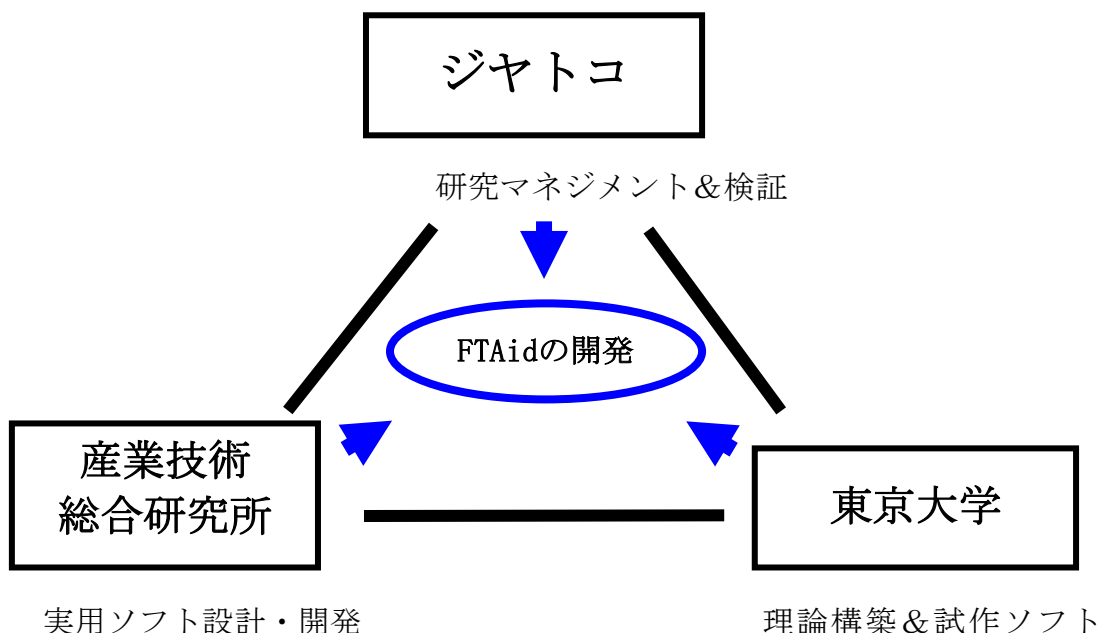 ジヤトコ
研究マネジメント&検証
FTAidの開発
産業技術
総合研究所
東京大学
実用ソフト設計・開発
理論構築&試作ソフト